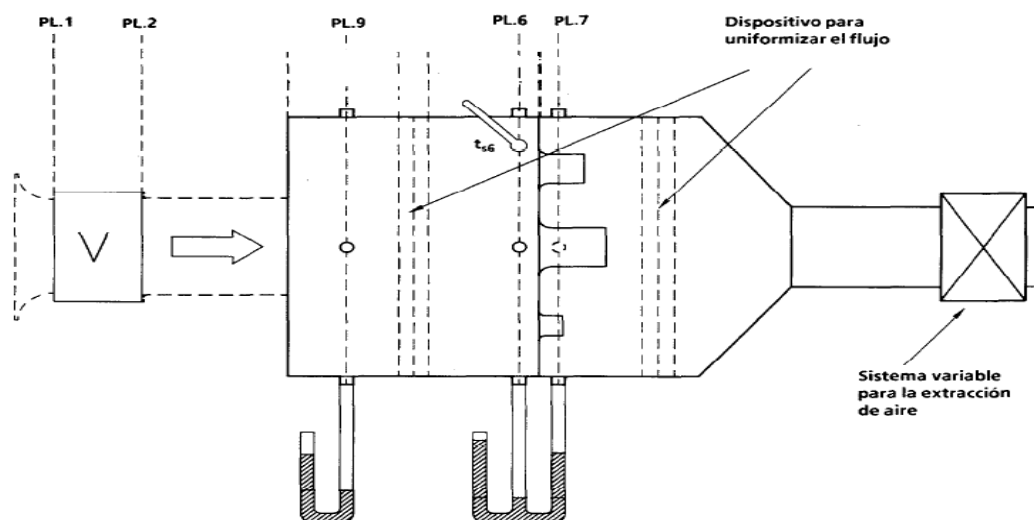 PL.1
PL.2
PL.9
PL.6
PL.7
Dispositivo para
uniformizar el flujo
ts6
V
Sistema variable
para la extracción
de aire